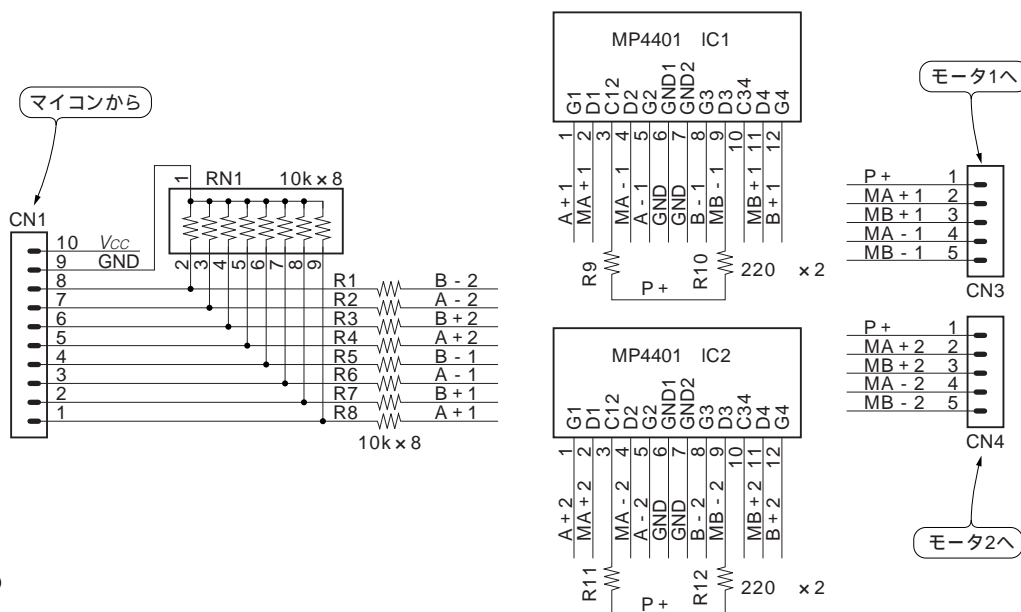 マイコンから
CN1
10 VCC
9 GND
8
7
6
5
4
3
2
1
1
RN1 10k×8
2 3 4 5 6 7 8 9
R1 B-2
R2 A-2
R3 B+2
R4 A+2
R5 B-1
R6 A-1
R7 B+1
R8 A+1
10k×8
MP4401 IC1
G1 D1 C12 D2 G2 GND1 GND2 G3 D3 C34 D4 G4
1 2 3 4 5 6 7 8 9 10 11 12
A+1 MA+1 MA-1 A-1 GND GND B-1 MB-1 MB+1 B+1
R9 R10 220 ×2
P+
MP4401 IC2
G1 D1 C12 D2 G2 GND1 GND2 G3 D3 C34 D4 G4
1 2 3 4 5 6 7 8 9 10 11 12
A+2 MA+2 MA-2 A-2 GND GND B-2 MB-2 MB+2 B+2
R11 R12 220 ×2
P+
モータ1へ
P+ 1
MA+1 2
MB+1 3
MA-1 4
MB-1 5
CN3
P+ 1
MA+2 2
MB+2 3
MA-2 4
MB-2 5
CN4
モータ2へ